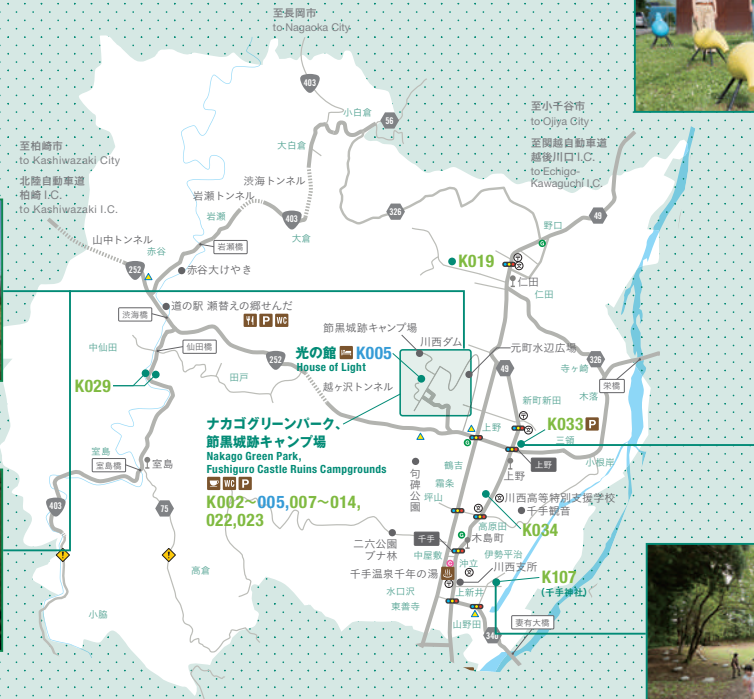 至長岡市
to Nagaoka City
403
小白倉
56
至小千谷市
to Ojiya City
至柏崎市
to Kashiwazaki City
大白倉
至関越自動車道
越後川口 I.C.
to Echigo
Kawaguchi I.C.
北陸自動車道
柏崎 I.C.
to Kashiwazaki I.C.
渋海トンネル
岩瀬トンネル
岩瀬
403
大倉
326
49
野口
山中トンネル
赤谷
岩瀬橋
252
赤谷大けやき
K019
仁田
仁田
道の駅 瀬替えの郷せんだ
P
WC
渋海橋
節黒城跡キャンプ場
川西ダム
元町水辺広場
中仙田
仙田橋
252
光の館
K005
House of Light
49
326
寺ヶ崎
栄橋
K029
田戸
越ヶ沢トンネル
新町新田
木落
ナカゴグリーンパーク、
節黒城跡キャンプ場
Nakago Green Park,
Fushiguro Castle Ruins Campgrounds
WC
P
K002〜005,007〜014,
022,023
上野
K033
P
三領
室島
室島
室島橋
鶴吉
上野
上野
小根岸
句碑公園
霜条
坪山
川西高等特別支援学校
千手観音
403
75
高原田
K034
二六公園
ブナ林
千手
木島町
中屋敷
伊勢平治
高倉
千手温泉千年の湯
沖立
川西支所
K107
(千手神社)
水口沢
上新井
小脇
東善寺
山野田
妻有大橋